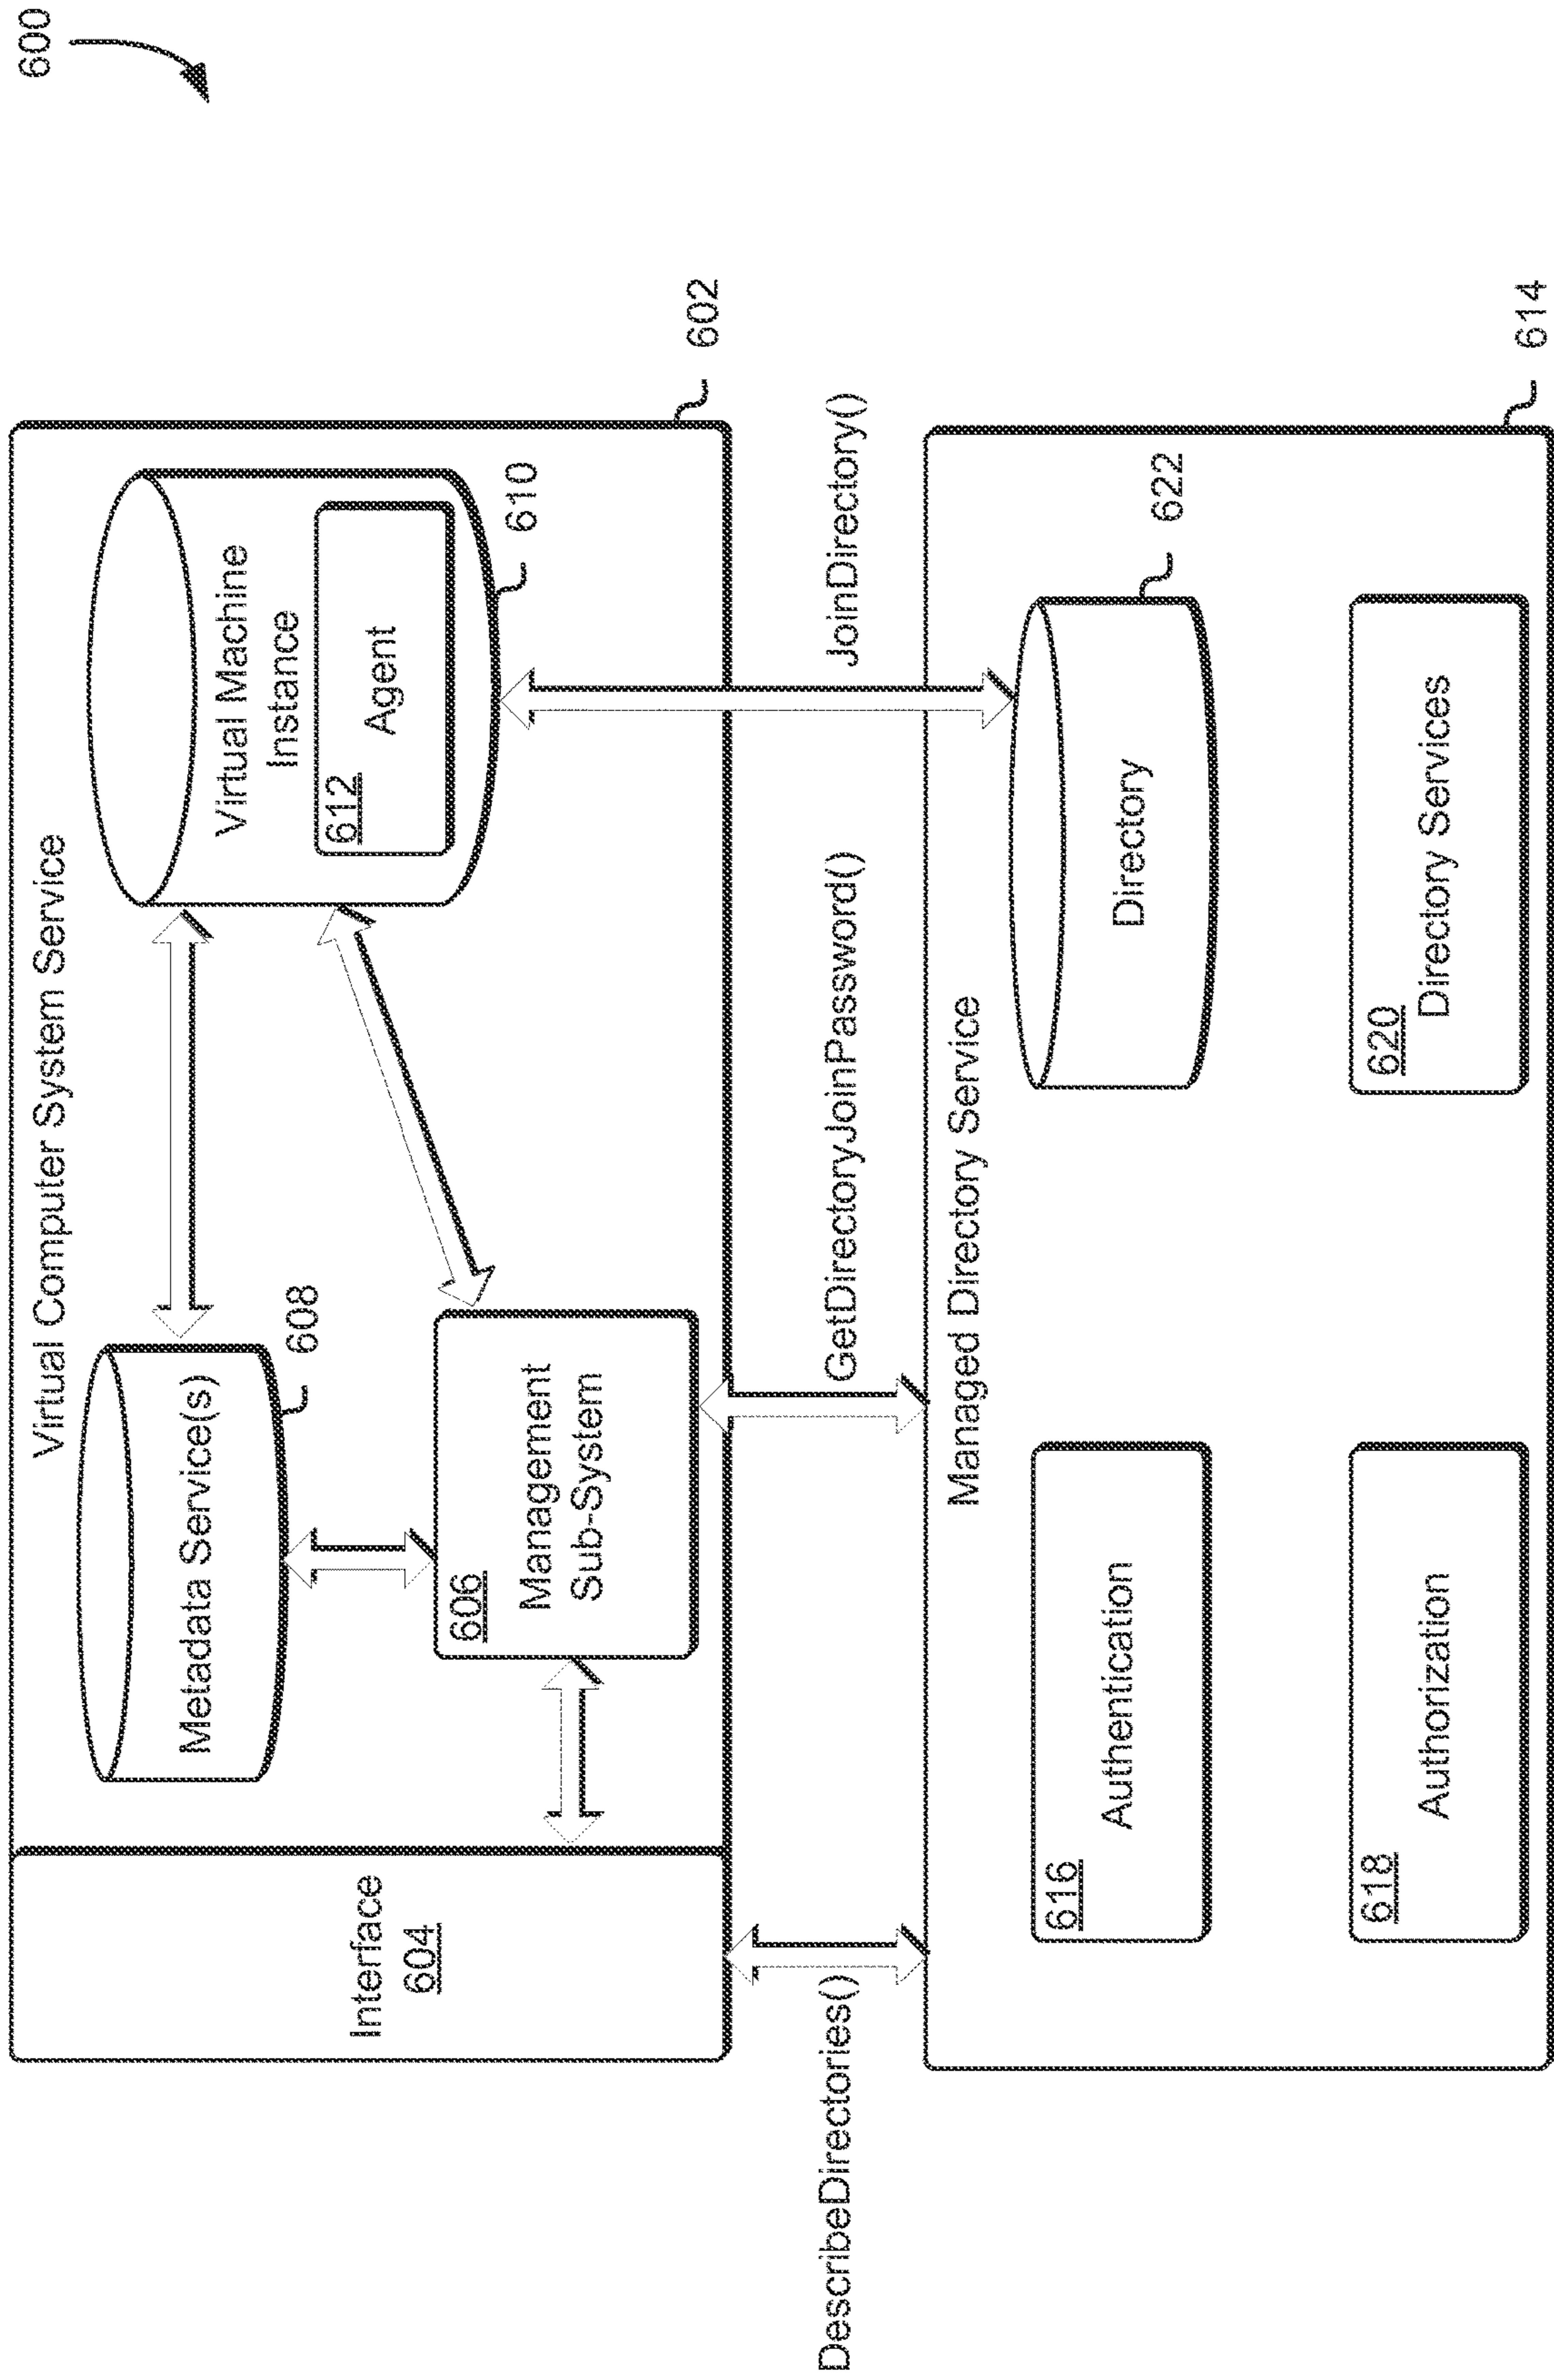 600
Virtual Computer System Service
Interface
604
Metadata Service(s)
608
606
Management
Sub-System
Virtual Machine
Instance
612
Agent
610
602
DescribeDirectories()
GetDirectoryJoinPassword()
JoinDirectory()
Managed Directory Service
616
Authentication
Directory
622
618
Authorization
620
Directory Services
614